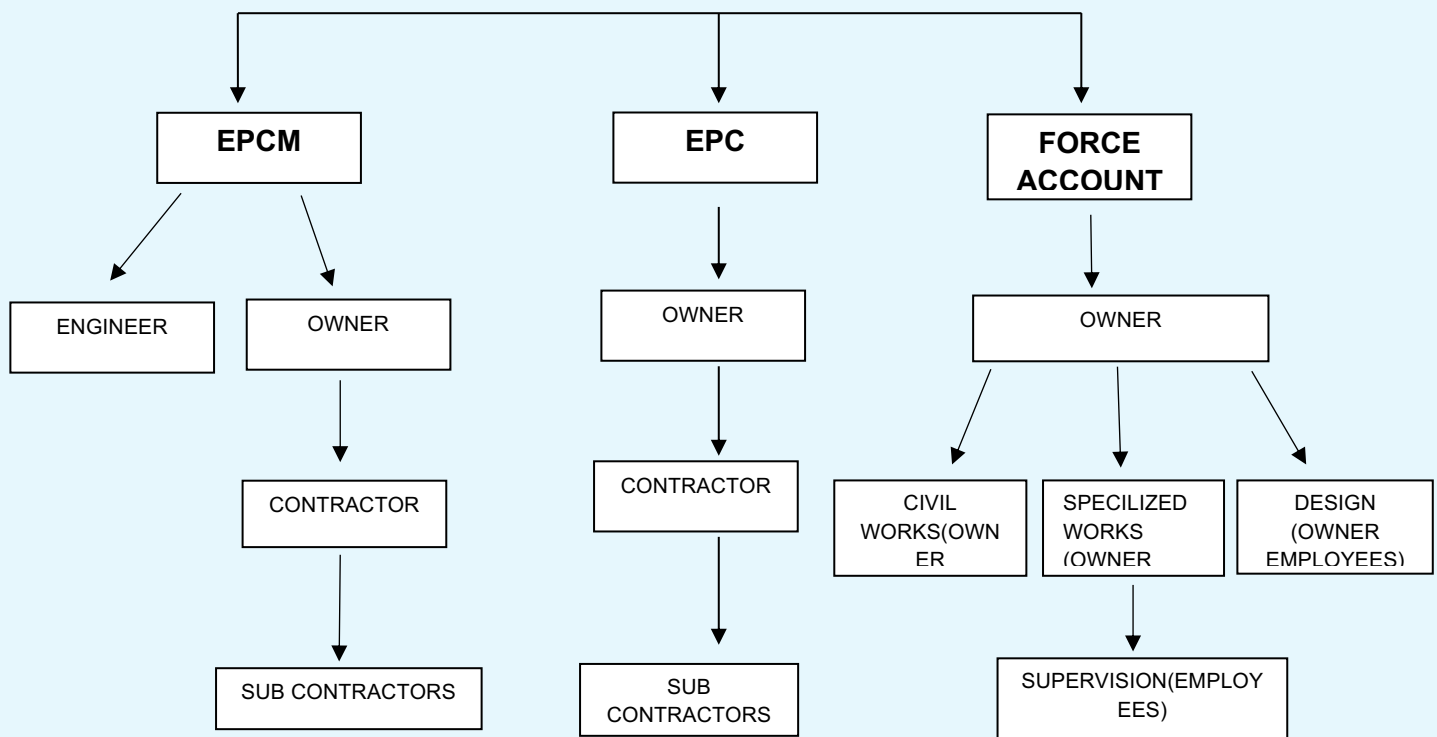 EPCM
EPC
FORCE
ACCOUNT
ENGINEER
OWNER
OWNER
OWNER
CONTRACTOR
CONTRACTOR
CIVIL
WORKS(OWN
ER
SPECILIZED
WORKS
(OWNER
DESIGN
(OWNER
EMPLOYEES)
SUB CONTRACTORS
SUB
CONTRACTORS
SUPERVISION(EMPLOY
EES)